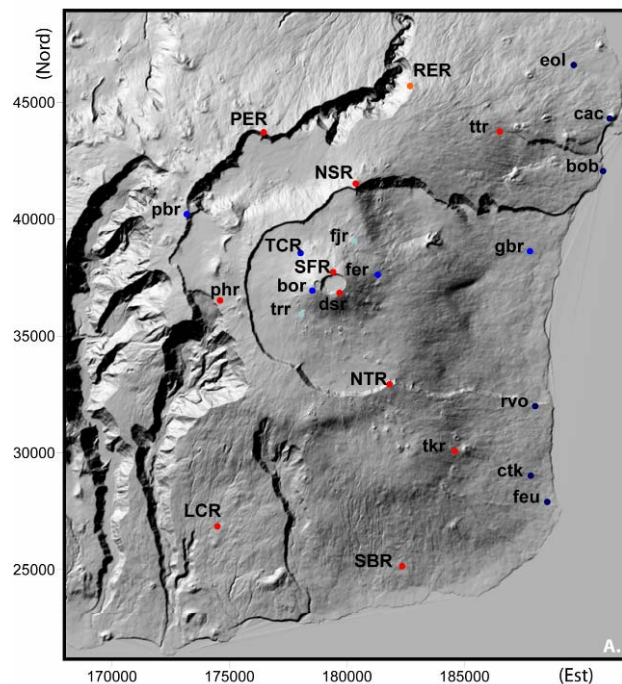 (Nord)
eol
RER
45000
cac
PER
ttr
bob
NSR
pbr
40000
fjr
TCR
gbr
SFR
fer
bor
phr
dsr
trr
35000
NTR
rvo
tkr
30000
ctk
feu
LCR
SBR
25000
A.
170000 175000 180000 185000 (Est)